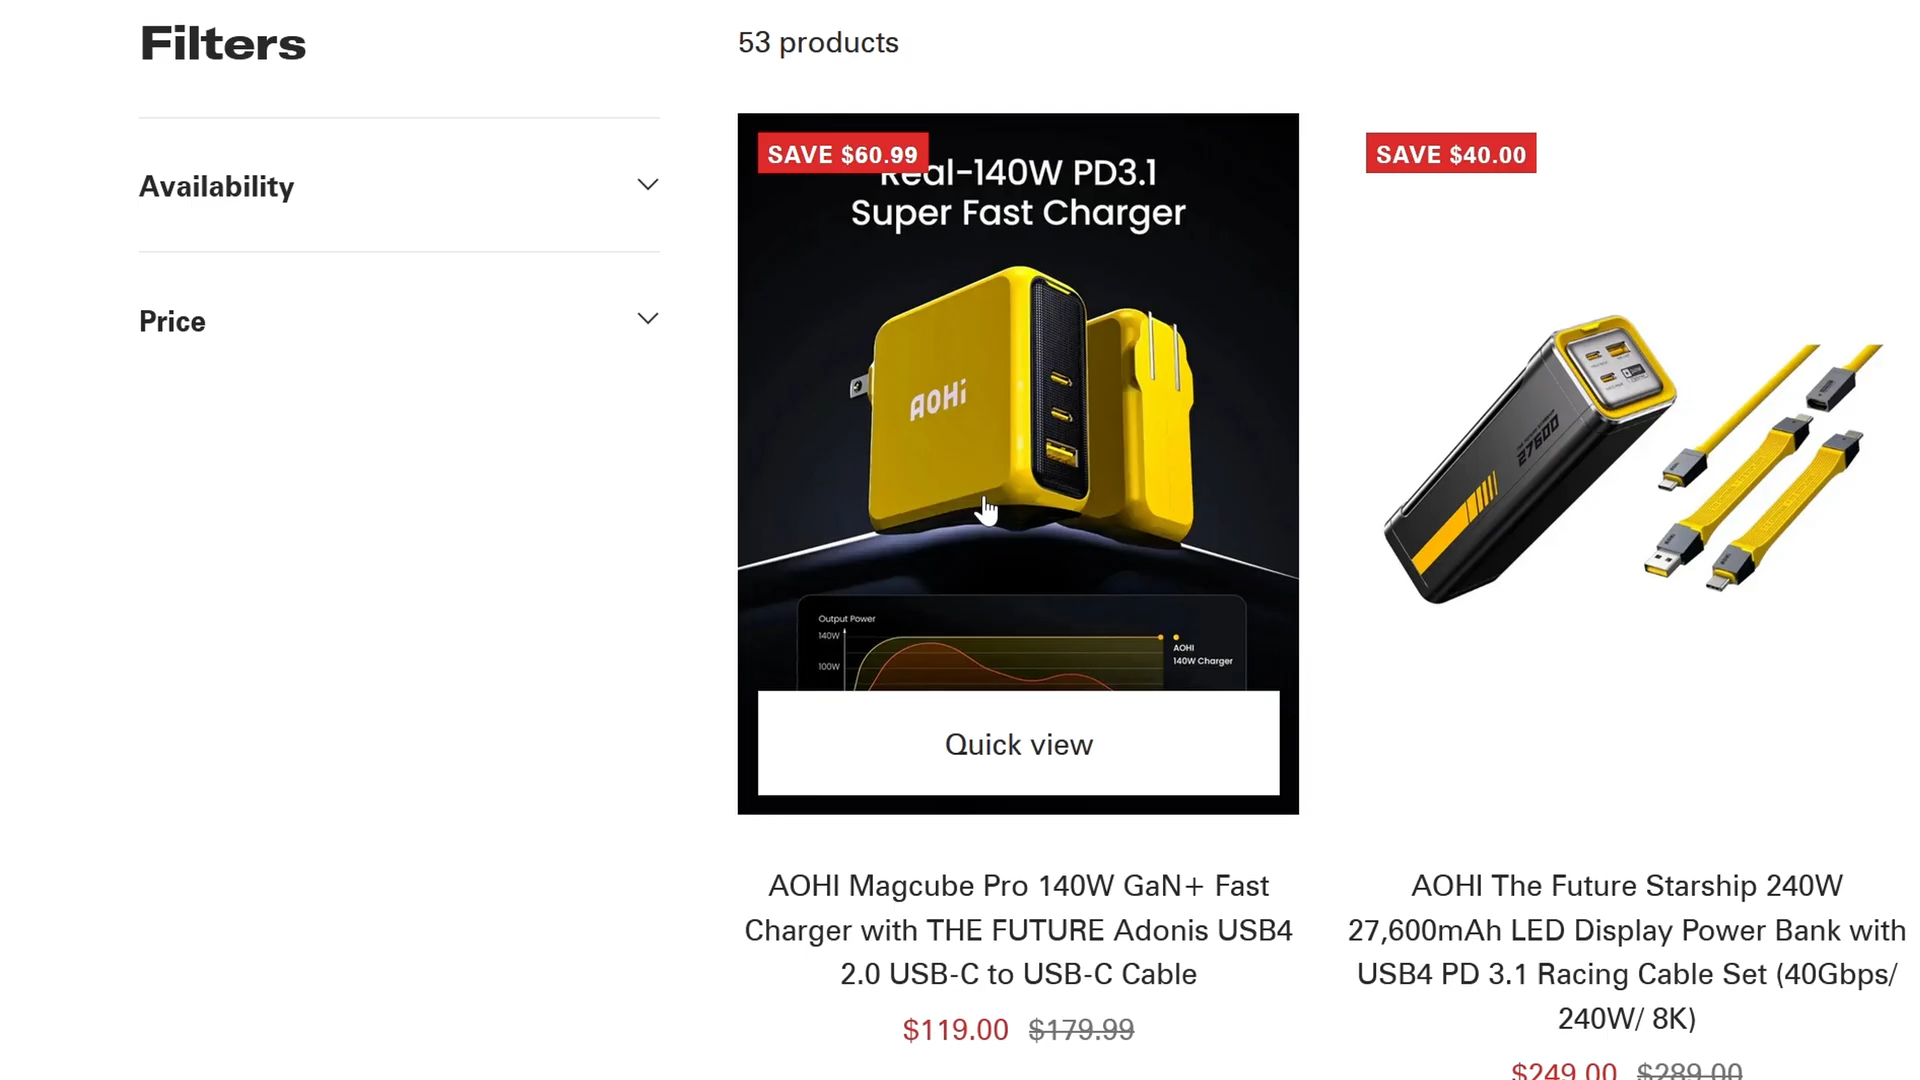 Filters
53 products
Availability
Price
SAVE $60.99
Real-140W PD3.1
Super Fast Charger
AOHi
Output Power
140W
100W
AOHI
140W Charger
Quick view
AOHI Magcube Pro 140W GaN+ Fast
Charger with THE FUTURE Adonis USB4
2.0 USB-C to USB-C Cable
$119.00 $179.99
SAVE $40.00
27600
AOHI The Future Starship 240W
27,600mAh LED Display Power Bank with
USB4 PD 3.1 Racing Cable Set (40Gbps/
240W/ 8K)
$249.00 $289.00